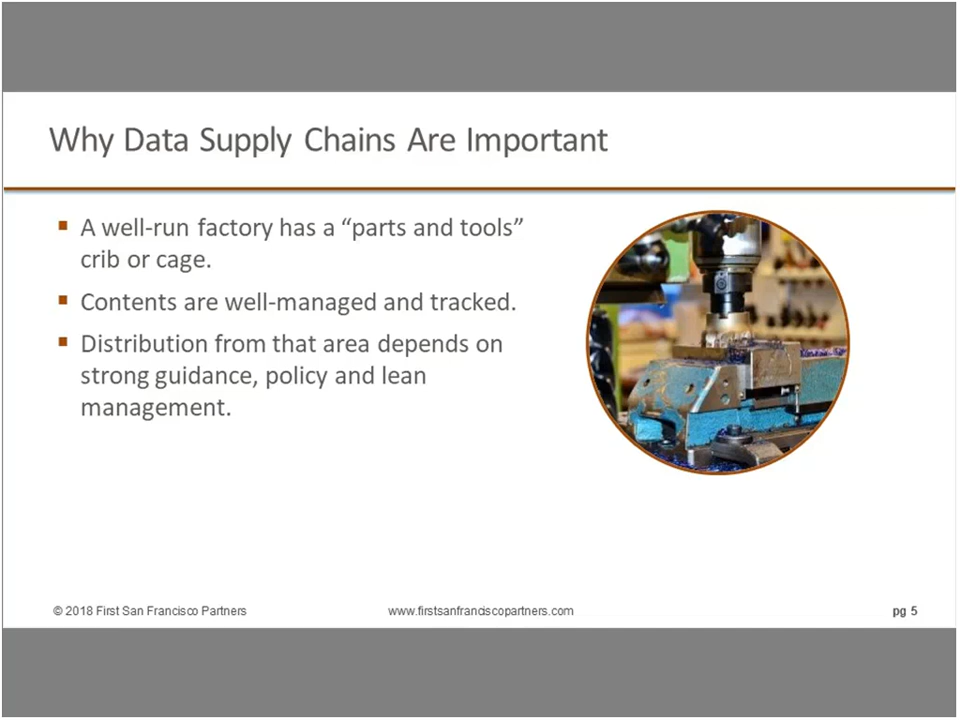 Why Data Supply Chains Are Important
▪ A well-run factory has a “parts and tools”
crib or cage.
▪ Contents are well-managed and tracked.
▪ Distribution from that area depends on
strong guidance, policy and lean
management.
© 2018 First San Francisco Partners
www.firstsanfranciscopartners.com
pg 5